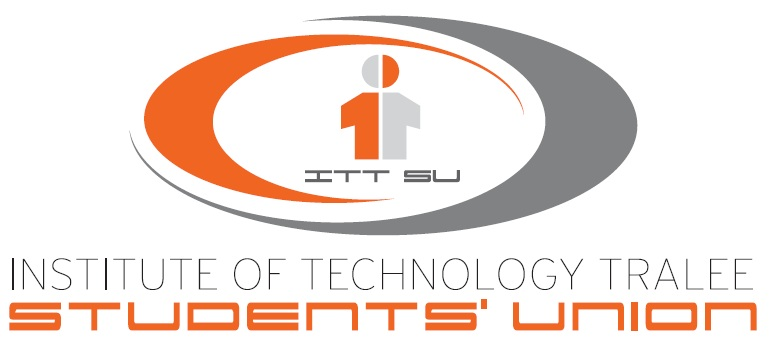 ITT SU
INSTITUTE OF TECHNOLOGY TRALEE
STUDENTS' UNION